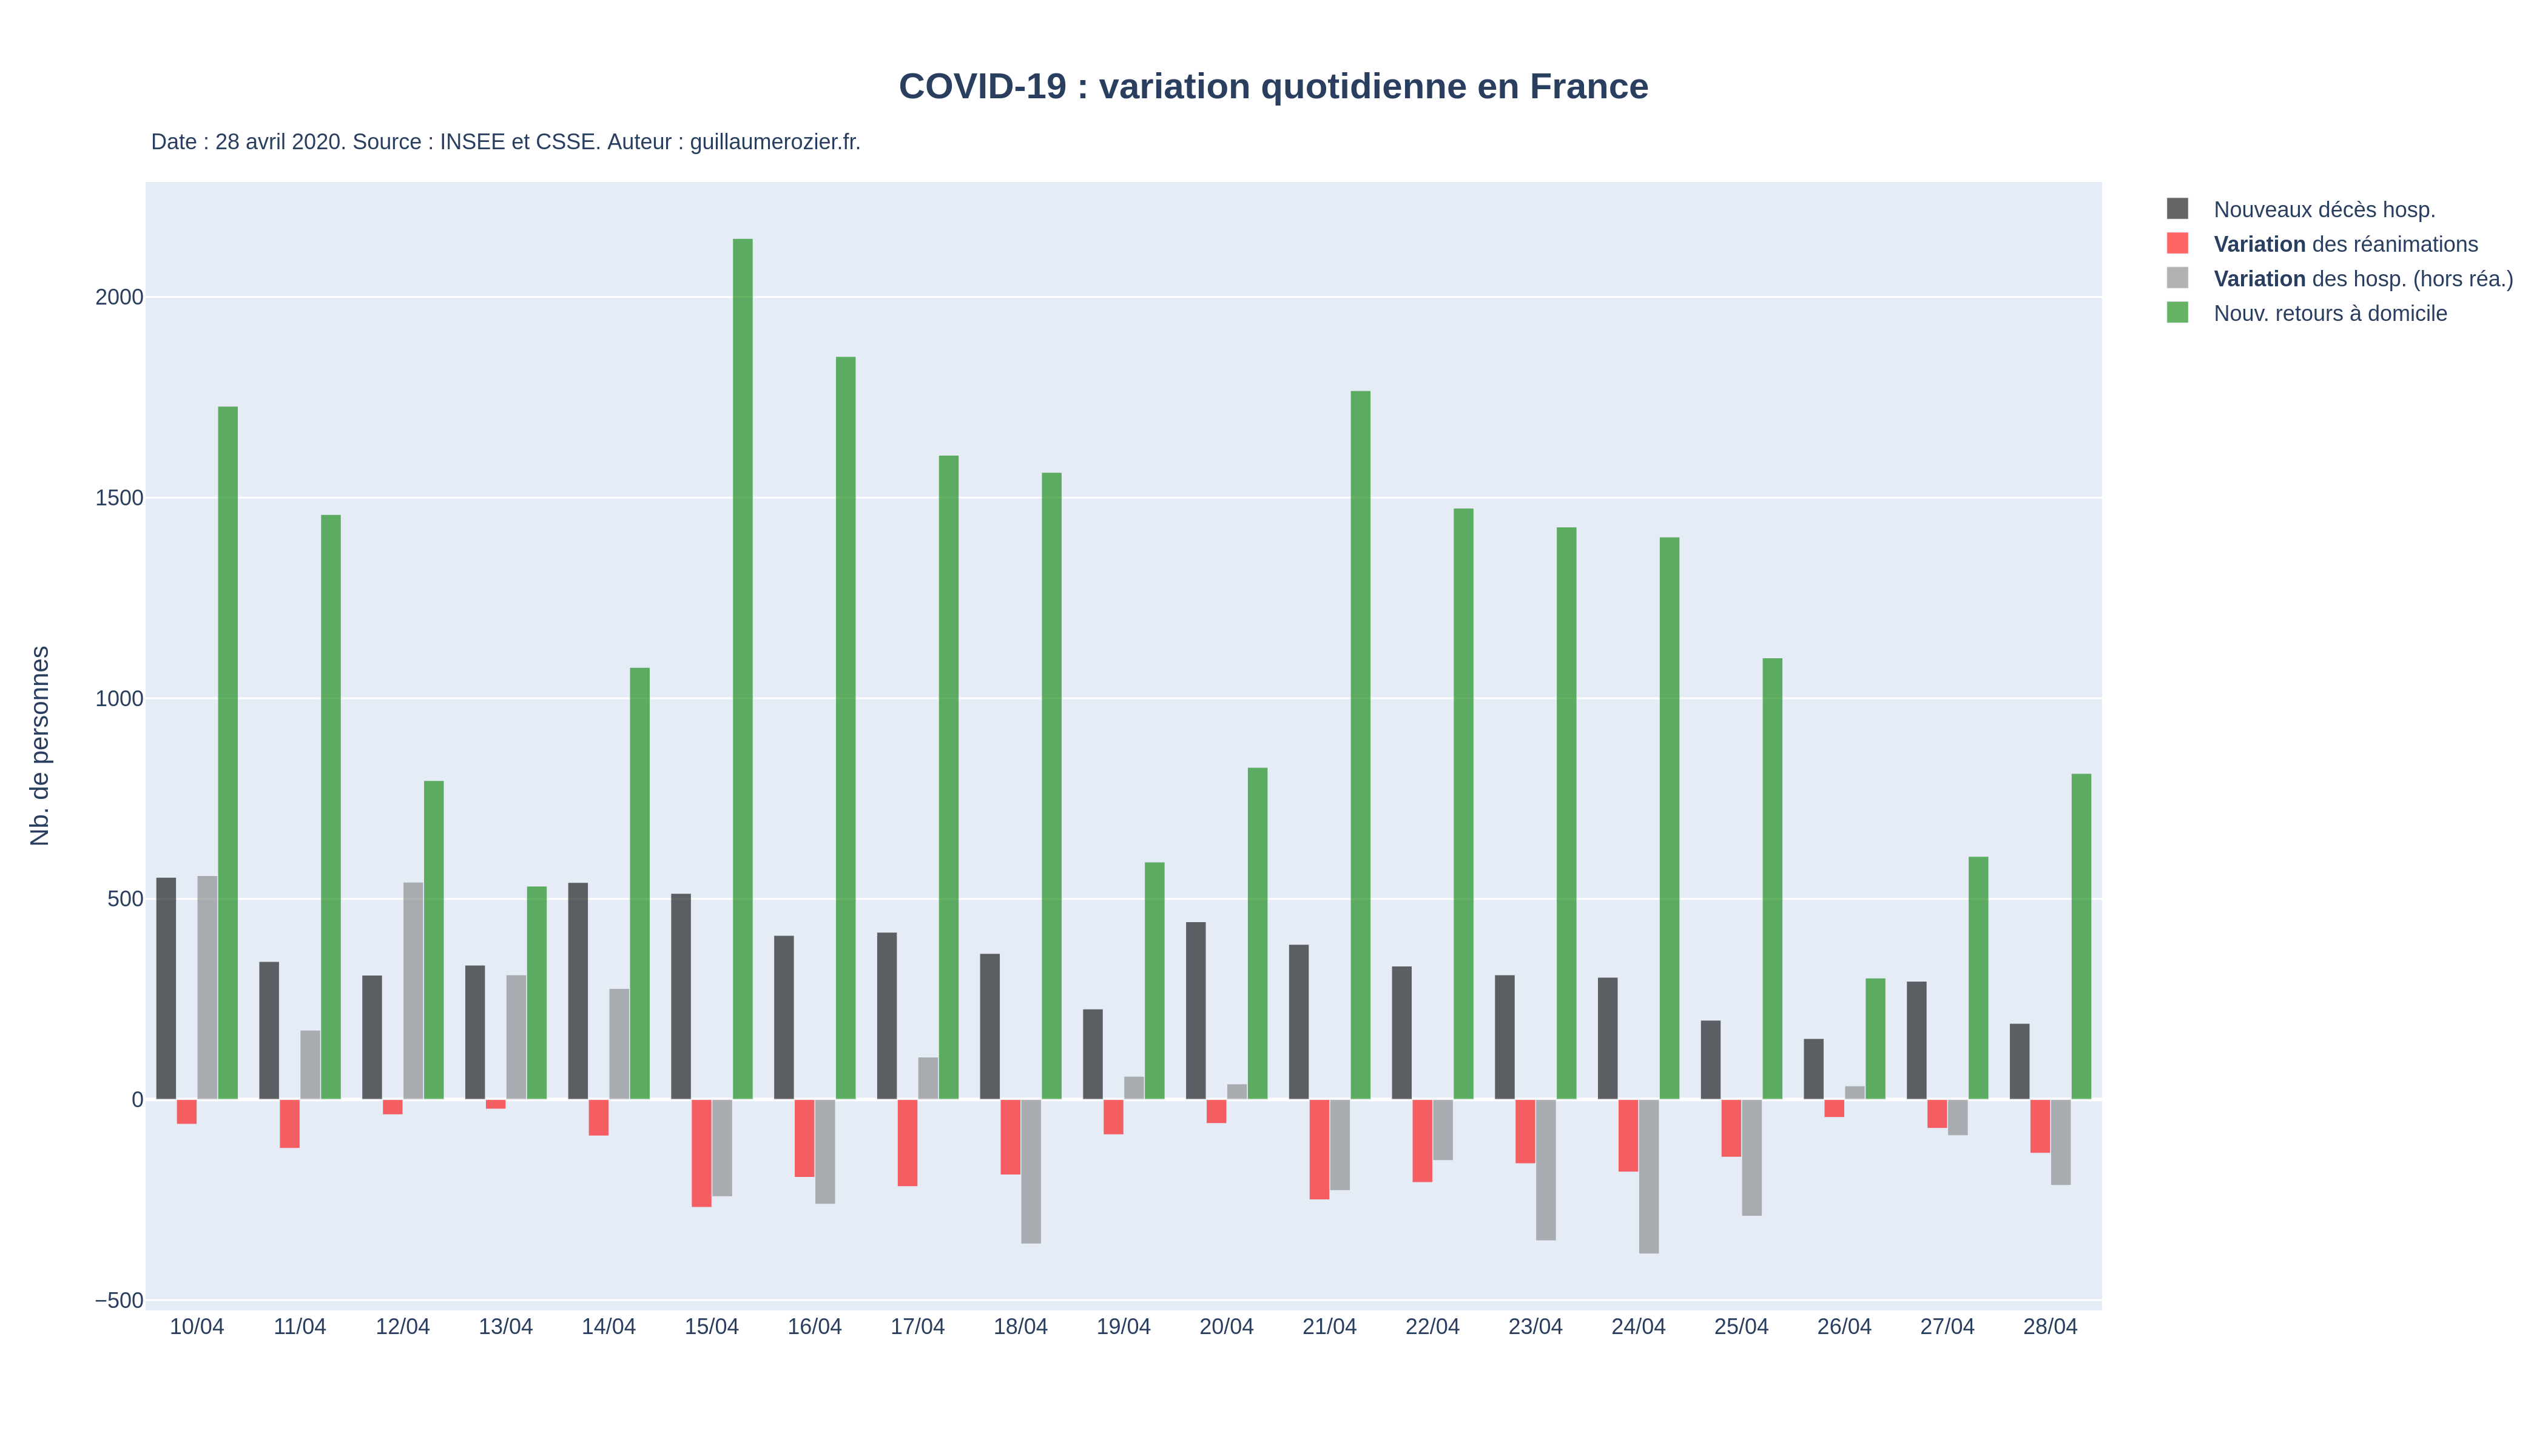 COVID-19 : variation quotidienne en France
Date : 28 avril 2020. Source : INSEE et CSSE. Auteur : guillaumerozier.fr.
Nouveaux décès hosp.
Variation des réanimations
Variation des hosp. (hors réa.)
Nouv. retours à domicile
Nb. de personnes
2000
1500
1000
500
0
−500
10/04 11/04 12/04 13/04 14/04 15/04 16/04 17/04 18/04 19/04 20/04 21/04 22/04 23/04 24/04 25/04 26/04 27/04 28/04